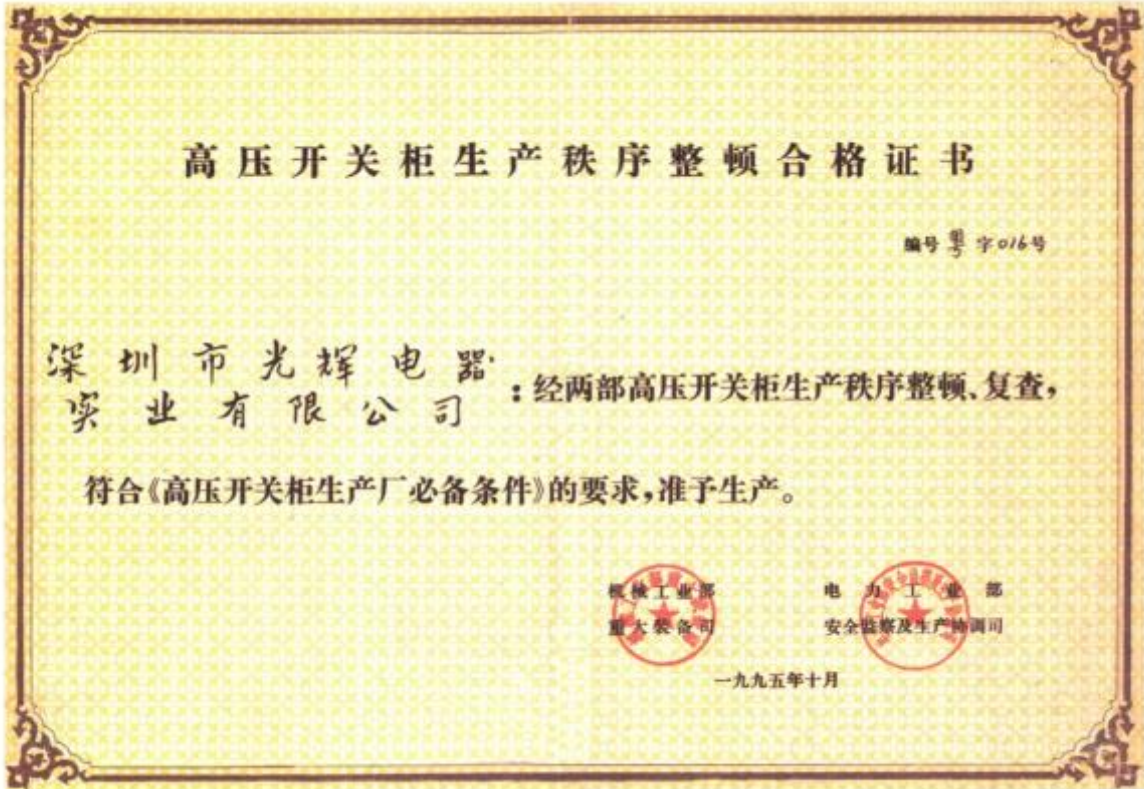 高压开关柜生产秩序整顿合格证书
编号粤字016号
深圳市光辉电器
实业有限公司
：经两部高压开关柜生产秩序整顿、复查，
符合《高压开关柜生产厂必备条件》的要求，准予生产。
机械工业部
重大装备司
电力工业部
安全监察及生产协调司
一九九五年十月